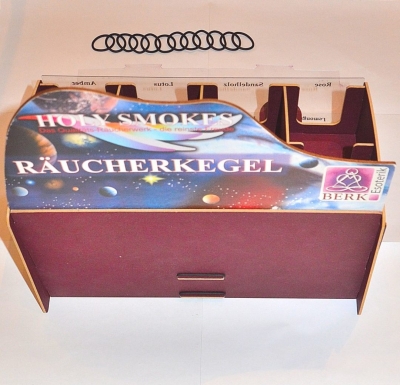 Amber
Lotus
Sandelholz
Rose
HOLY SMOKES
RÄUCHERKEGEL
BERK
Esoterik